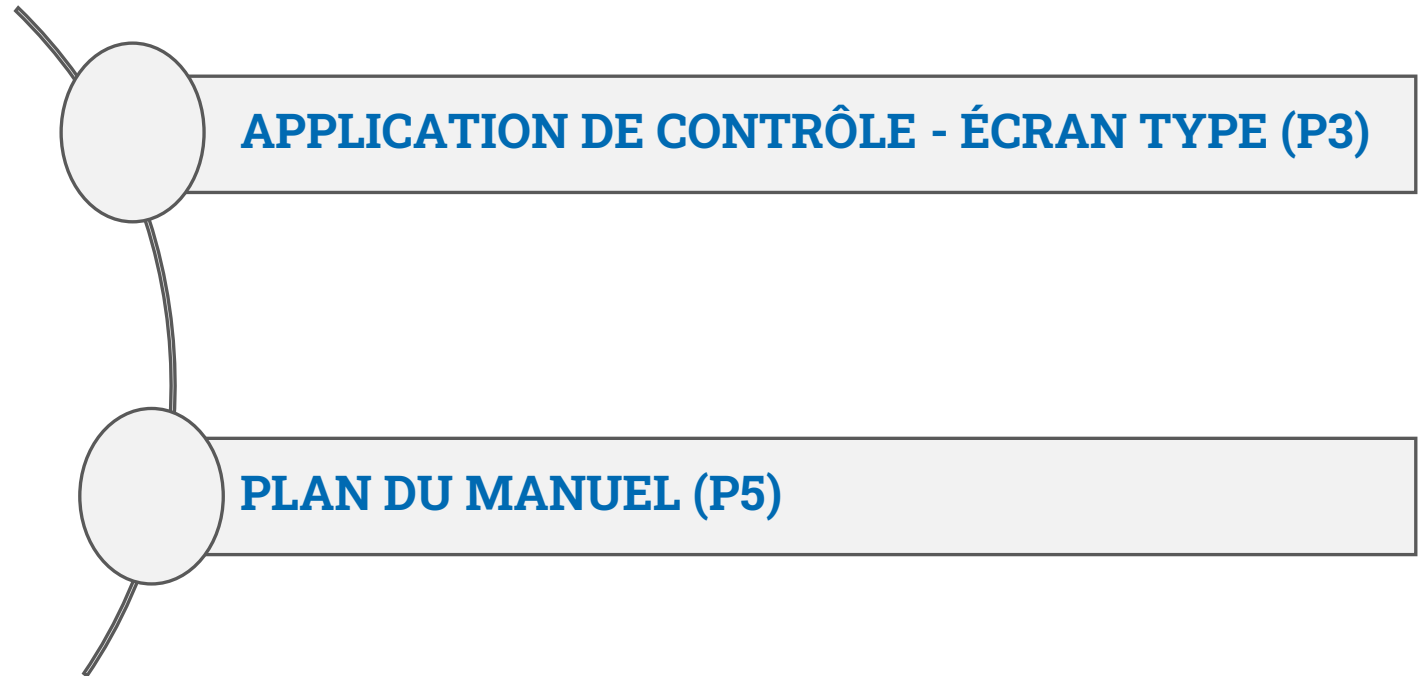 APPLICATION DE CONTRÔLE - ÉCRAN TYPE (P3)
PLAN DU MANUEL (P5)